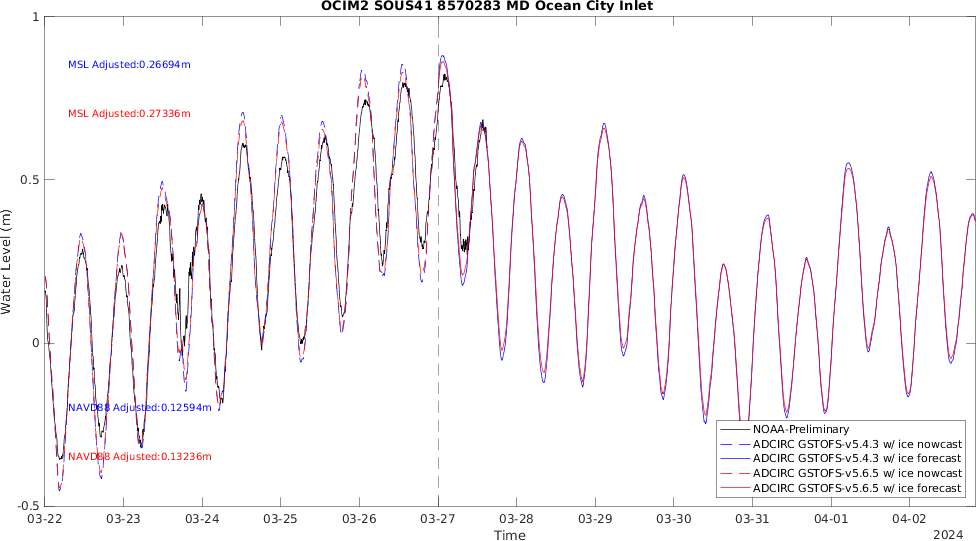 OCIM2 SOUS41 8570283 MD Ocean City Inlet
1
MSL Adjusted:0.26694m
MSL Adjusted:0.27336m
0.5
Water Level (m)
0
NAVD88 Adjusted:0.12594m
NAVD88 Adjusted:0.13236m
NOAA-Preliminary
ADCIRC GSTOFS-v5.4.3 w/ ice nowcast
ADCIRC GSTOFS-v5.4.3 w/ ice forecast
ADCIRC GSTOFS-v5.6.5 w/ ice nowcast
ADCIRC GSTOFS-v5.6.5 w/ ice forecast
-0.5
03-22 03-23 03-24 03-25 03-26 03-27 03-28 03-29 03-30 03-31 04-01 04-02
Time
2024